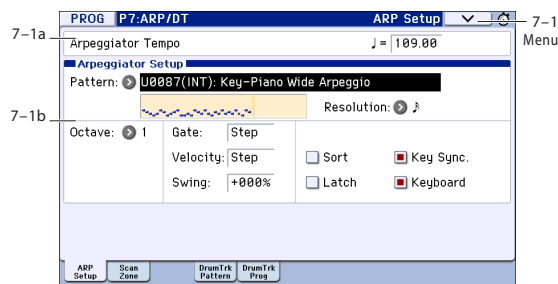 PROG P7:ARP/DT ARP Setup
7–1 Menu
7–1a
Arpeggiator Tempo ♩= 109.00
Arpeggiator Setup
Pattern: U0087(INT): Key-Piano Wide Arpeggio
Resolution: ♪
7–1b
Octave: 1 Gate: Step
Velocity: Step Sort Key Sync.
Swing: +000% Latch Keyboard
ARP Setup Scan Zone DrumTrk Pattern DrumTrk Prog